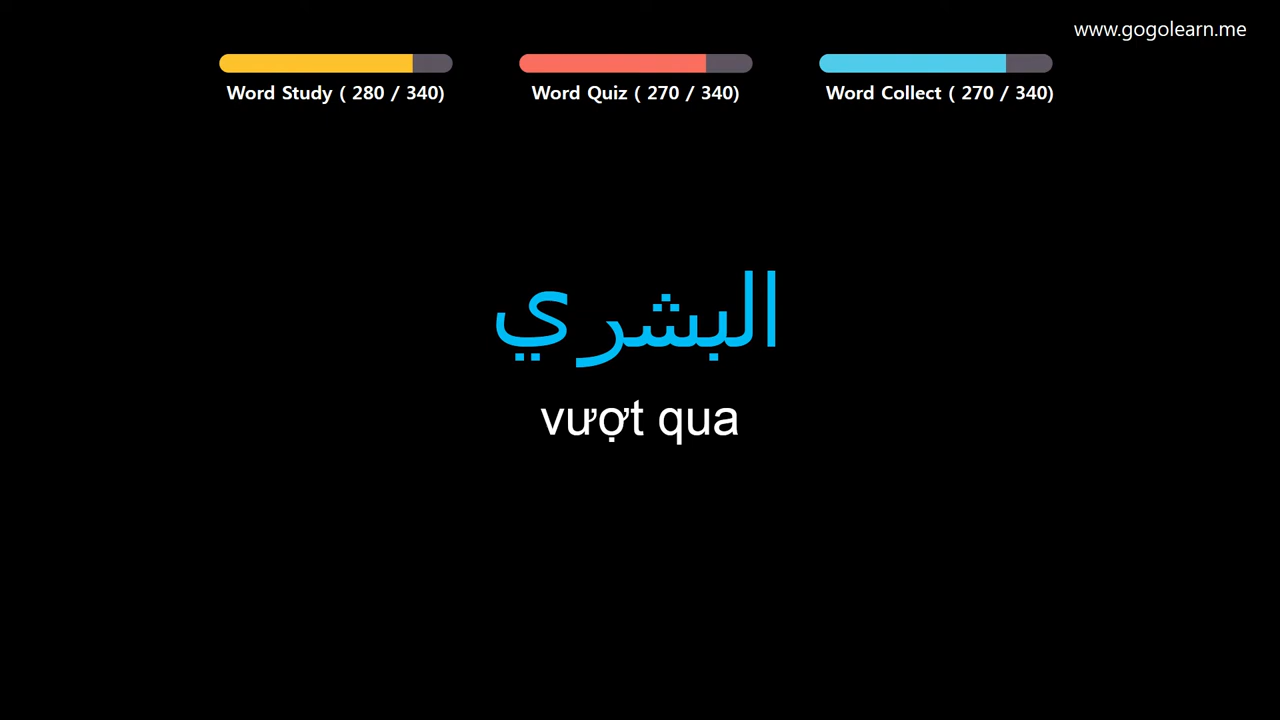 www.gogolearn.me
Word Study ( 280 / 340)
Word Quiz ( 270 / 340)
Word Collect ( 270 / 340)
البشري
vượt qua